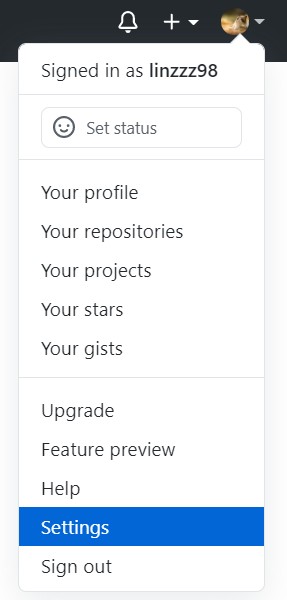 Signed in as linzzz98
Set status
Your profile
Your repositories
Your projects
Your stars
Your gists
Upgrade
Feature preview
Help
Settings
Sign out